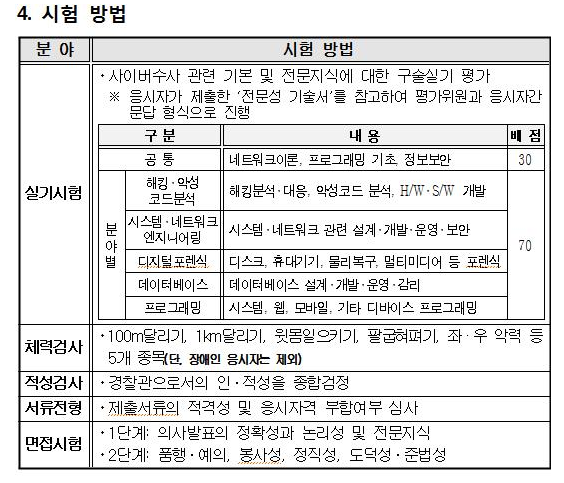 4. 시험 방법
분 야 시험 방법
실기시험
· 사이버수사 관련 기본 및 전문지식에 대한 구술실기 평가
※ 응시자가 제출한 '전문성 기술서'를 참고하여 평가위원과 응시자간
문답 형식으로 진행
구 분 내 용 배 점
공 통 네트워크이론, 프로그래밍 기초, 정보보안 30
분야별
해킹·악성
코드분석
해킹분석·대응, 악성코드 분석, H/W·S/W 개발
시스템·네트워크
엔지니어링
시스템·네트워크 관련 설계·개발·운영·보안
70
디지털포렌식 디스크, 휴대기기, 물리복구, 멀티미디어 등 포렌식
데이터베이스 데이터베이스 설계·개발·운영·감리
프로그래밍 시스템, 웹, 모바일, 기타 디바이스 프로그래밍
체력검사
· 100m달리기, 1km달리기, 윗몸일으키기, 팔굽혀펴기, 좌·우 악력 등
5개 종목(단, 장애인 응시자는 제외)
적성검사 · 경찰관으로서의 인·적성을 종합검정
서류전형 · 제출서류의 적격성 및 응시자격 부합여부 심사
면접시험
· 1단계: 의사발표의 정확성과 논리성 및 전문지식
· 2단계: 품행·예의, 봉사성, 정직성, 도덕성·준법성